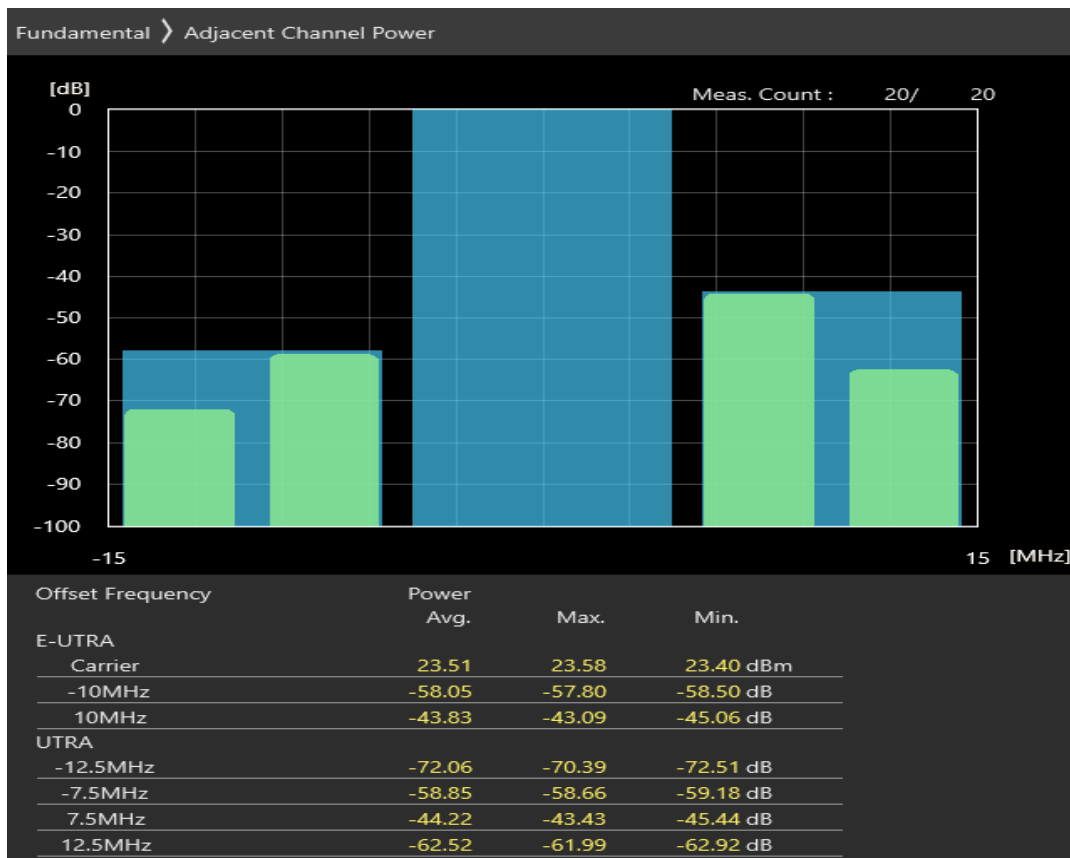 Fundamental ❯ Adjacent Channel Power
[dB]
Meas. Count : 20/ 20
0
-10
-20
-30
-40
-50
-60
-70
-80
-90
-100
-15 15 [MHz]
Offset Frequency Power
Avg. Max. Min.
E-UTRA
Carrier 23.51 23.58 23.40 dBm
-10MHz -58.05 -57.80 -58.50 dB
10MHz -43.83 -43.09 -45.06 dB
UTRA
-12.5MHz -72.06 -70.39 -72.51 dB
-7.5MHz -58.85 -58.66 -59.18 dB
7.5MHz -44.22 -43.43 -45.44 dB
12.5MHz -62.52 -61.99 -62.92 dB